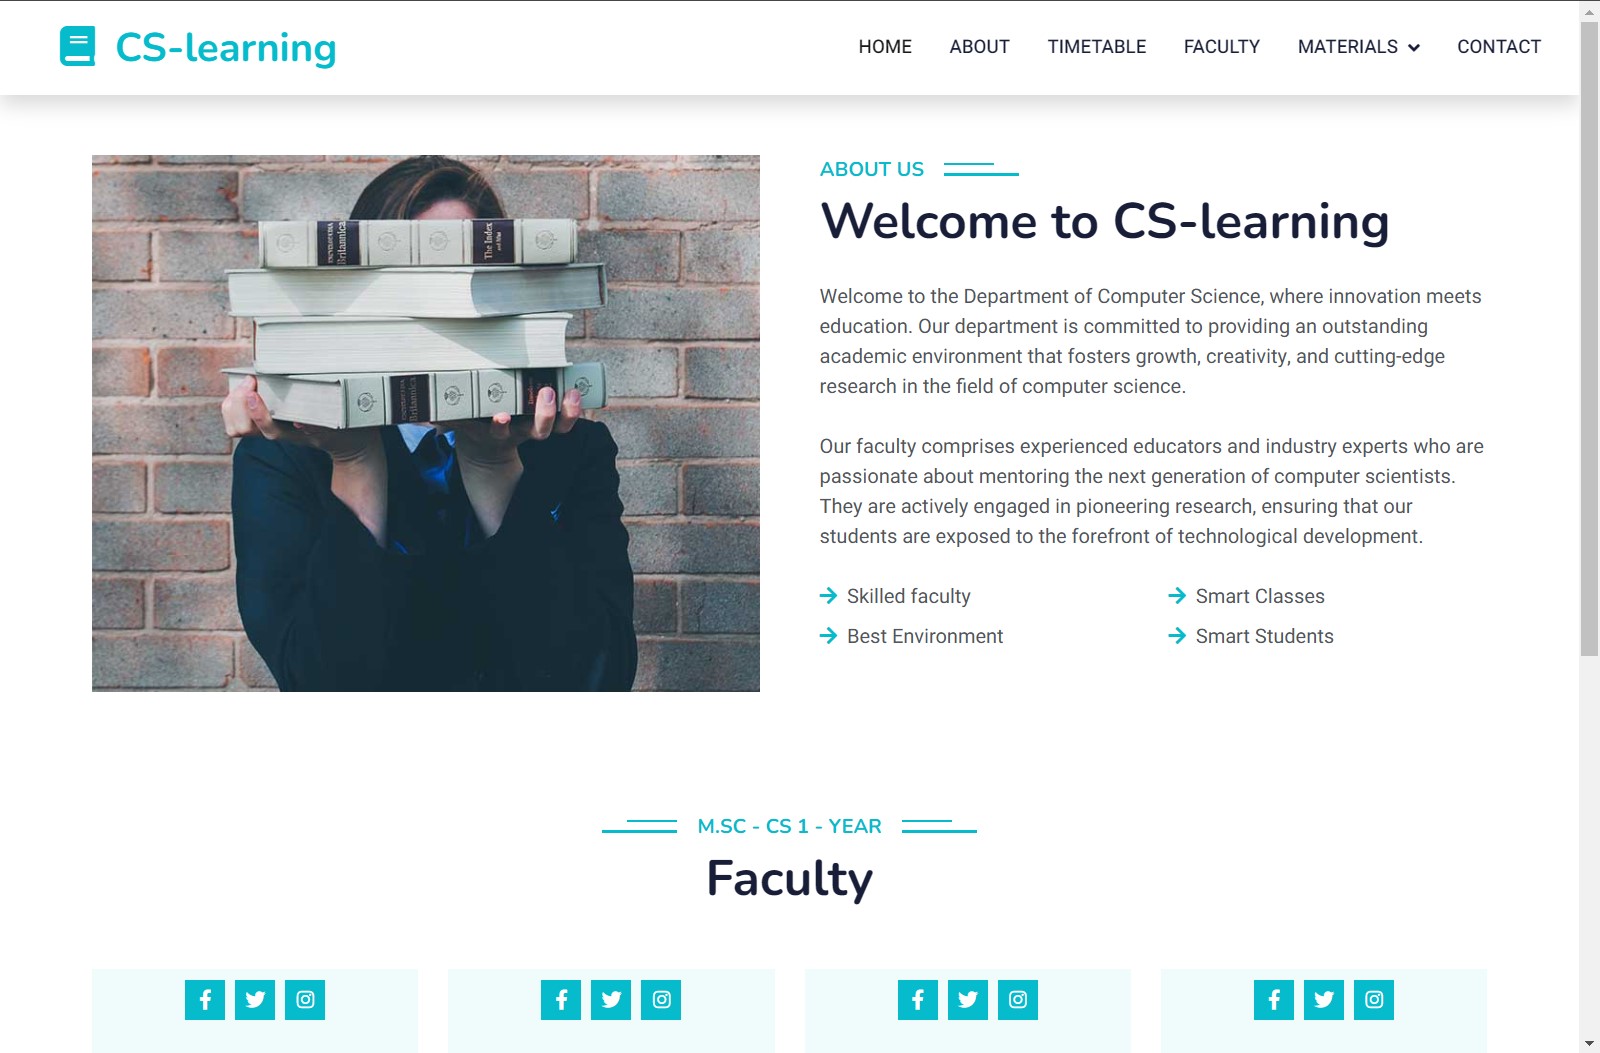 CS-learning
HOME ABOUT TIMETABLE FACULTY MATERIALS CONTACT
Britannica
The Index
Britannica
ABOUT US
Welcome to CS-learning
Welcome to the Department of Computer Science, where innovation meets
education. Our department is committed to providing an outstanding
academic environment that fosters growth, creativity, and cutting-edge
research in the field of computer science.
Our faculty comprises experienced educators and industry experts who are
passionate about mentoring the next generation of computer scientists.
They are actively engaged in pioneering research, ensuring that our
students are exposed to the forefront of technological development.
Skilled faculty
Smart Classes
Best Environment
Smart Students
M.SC - CS 1 - YEAR
Faculty